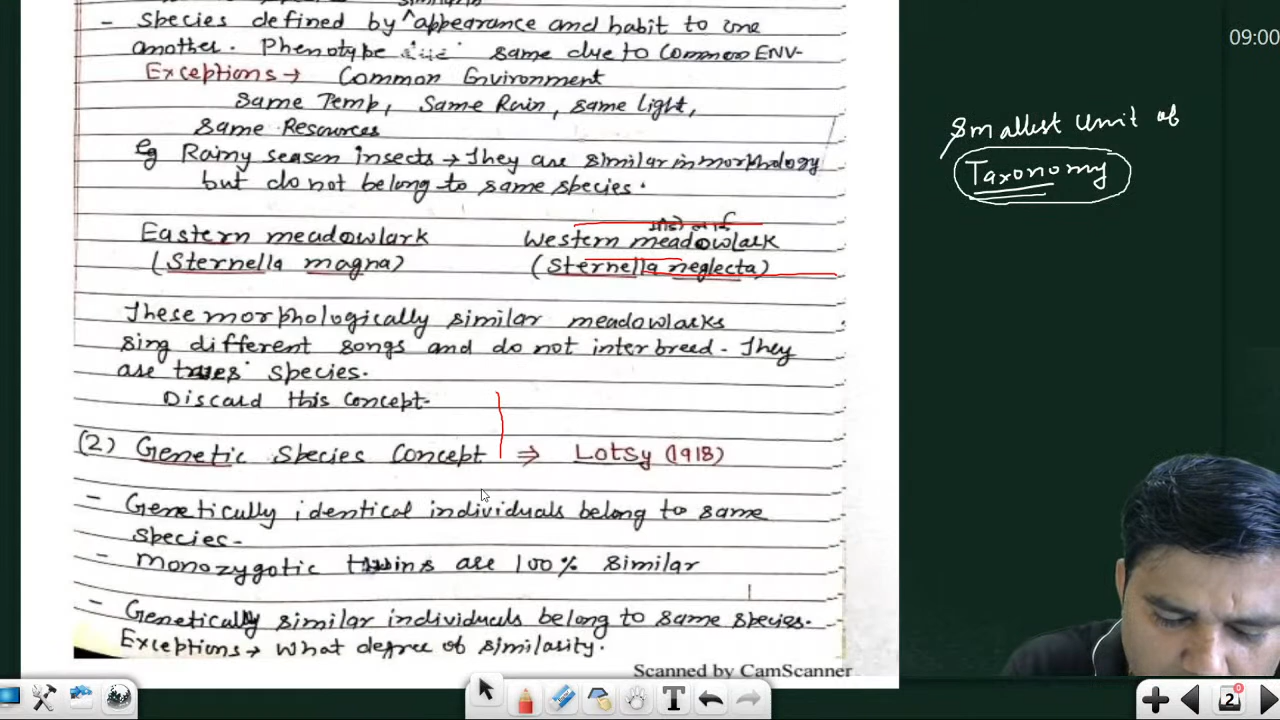 - Species defined by ^appearance and habit to one
another. Phenotype same due to Common ENV-
Exceptions → Common Environment
Same Temp, Same Rain, same light,
Same Resources
eg Rainy season insects → They are similar in morphology
but do not belong to same species.
Eastern meadowlark Western meadowlark
(Sternella magna) (Sternella neglecta)
These morphologically similar meadowlarks
sing different songs and do not interbreed. They
are species.
Discard this Concept.
(2) Genetic Species Concept ⇒ Lotsy (1918)
- Genetically identical individuals belong to same
species.
- Monozygotic twins are 100% similar
- Genetically similar individuals belong to same species.
Exceptions → What degree of similarity.
Scanned by CamScanner
09:00
Smallest Unit of
Taxonomy
T
2
0